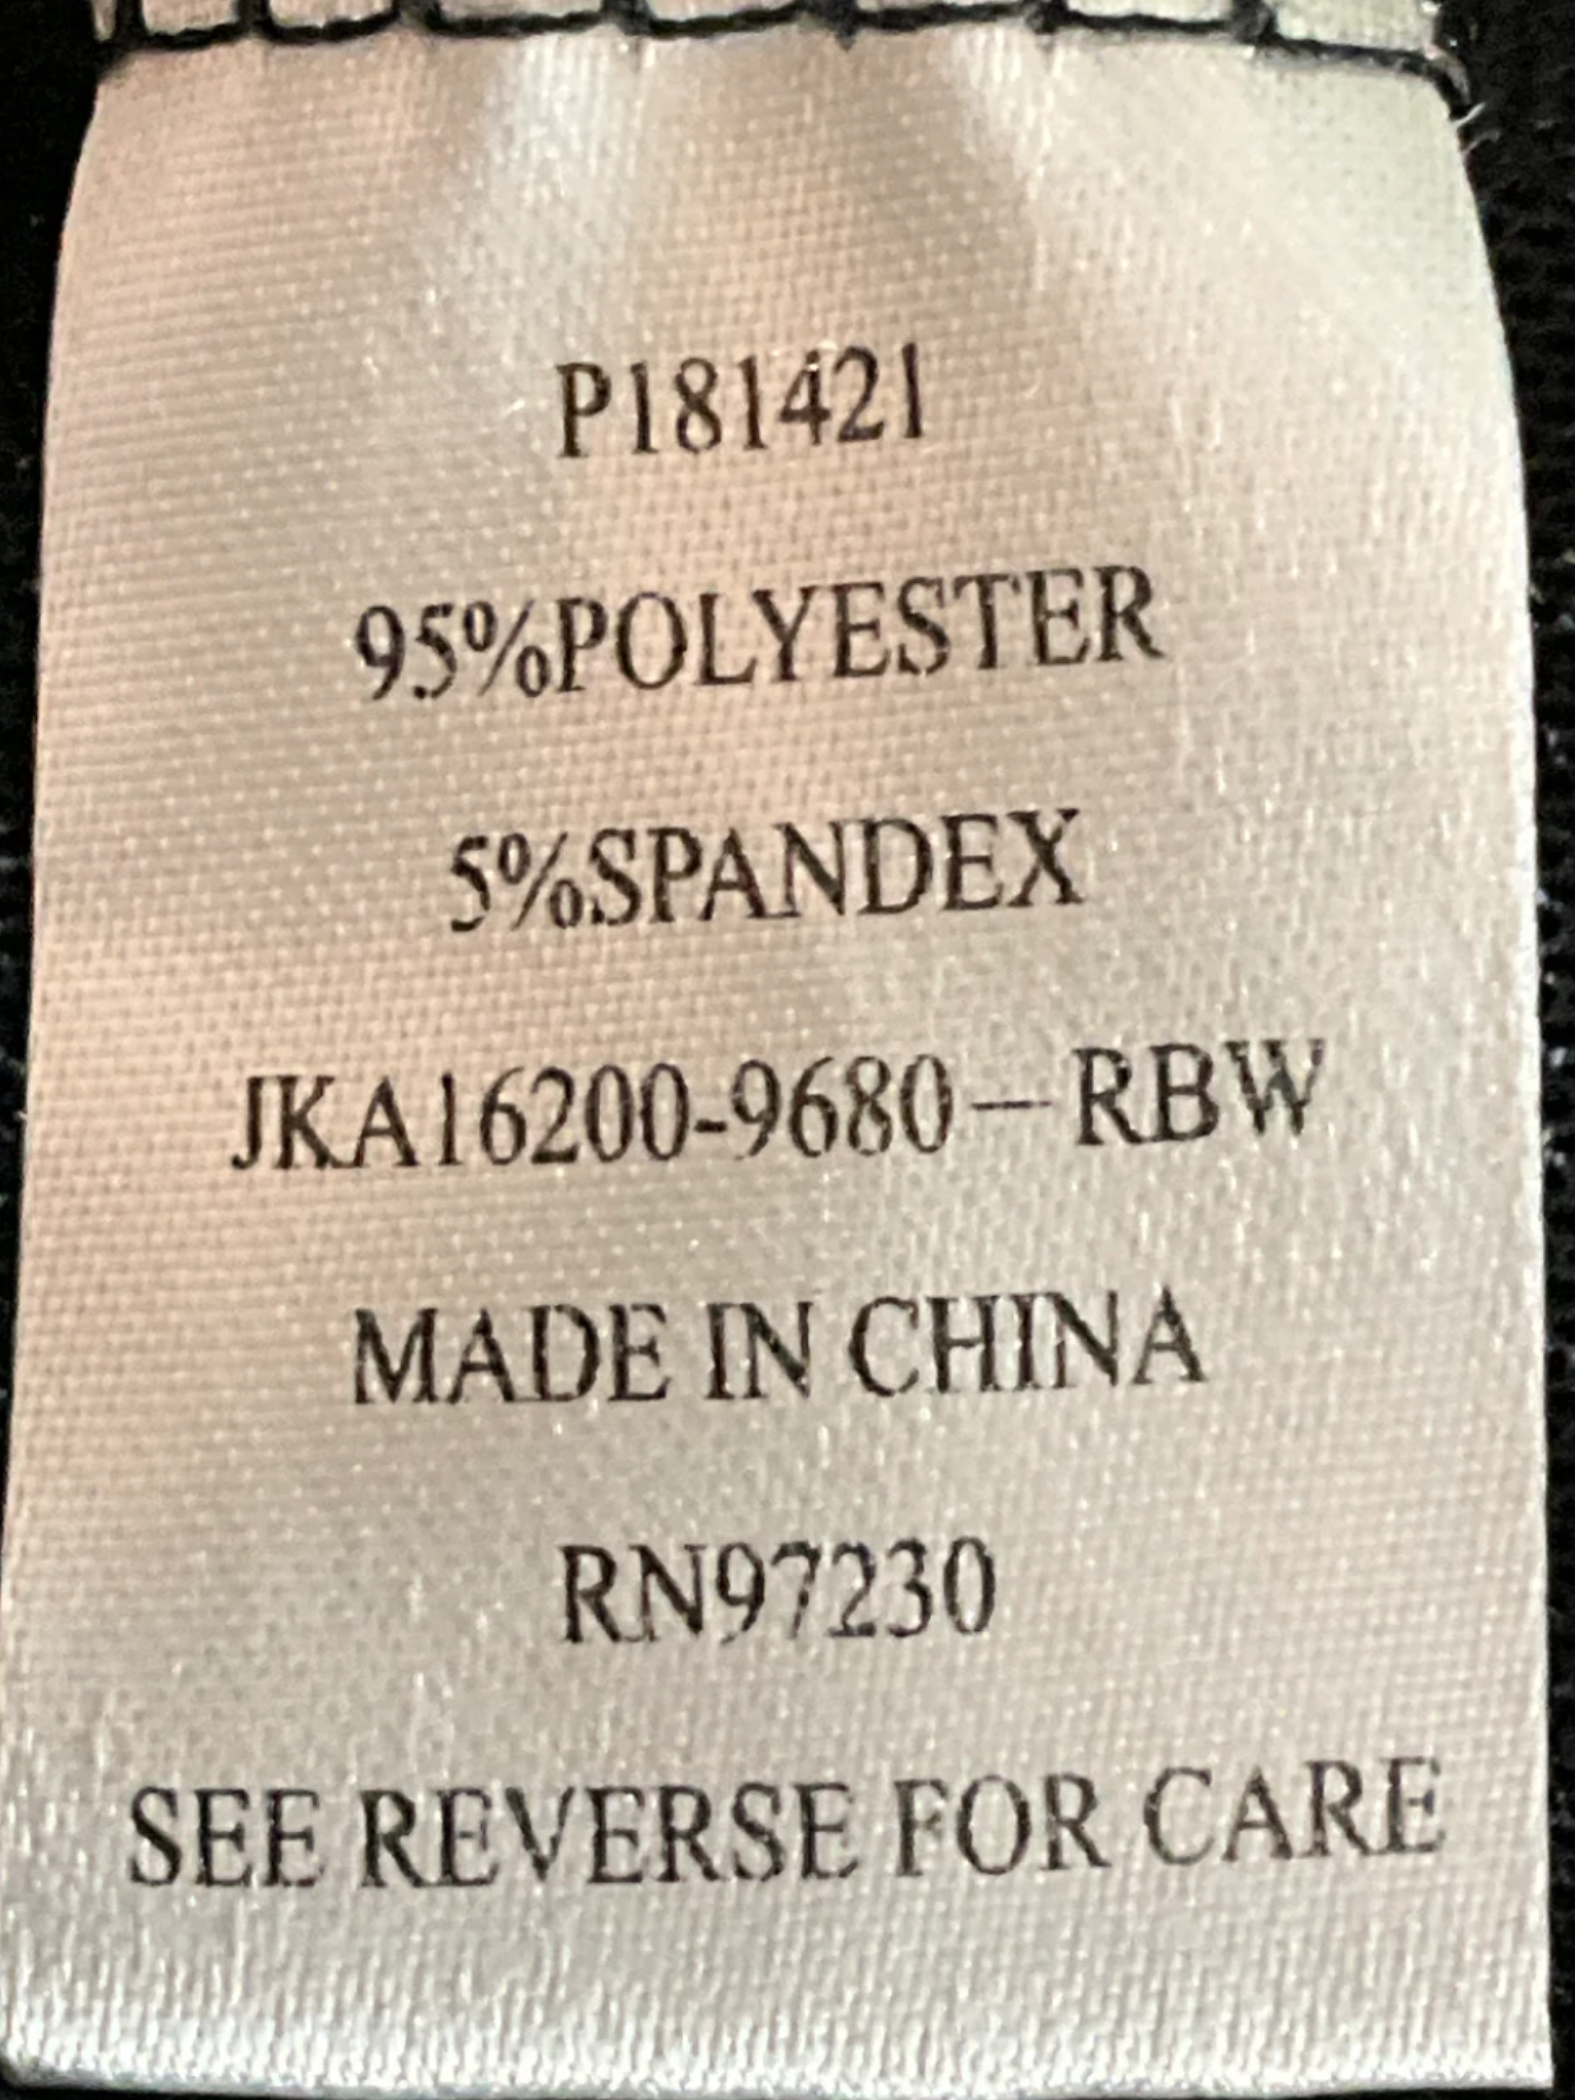 P181421
95%POLYESTER
5%SPANDEX
JKA16200-9680—RBW
MADE IN CHINA
RN97230
SEE REVERSE FOR CARE